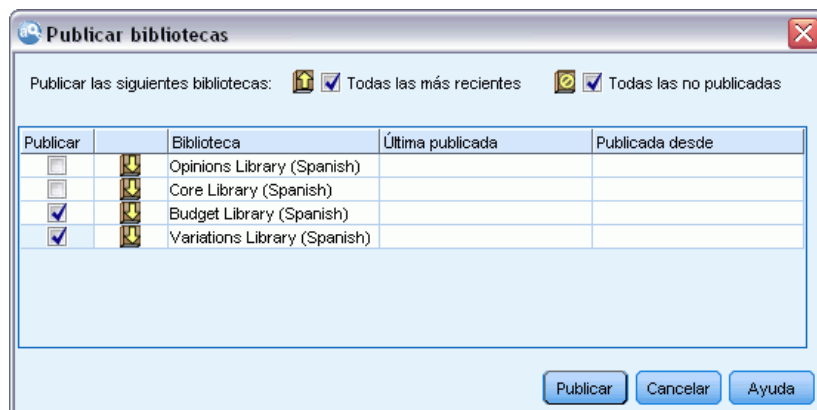 Publicar bibliotecas
Publicar las siguientes bibliotecas: Todas las más recientes Todas las no publicadas
Publicar Biblioteca Última publicada Publicada desde
Opinions Library (Spanish)
Core Library (Spanish)
Budget Library (Spanish)
Variations Library (Spanish)
Publicar Cancelar Ayuda